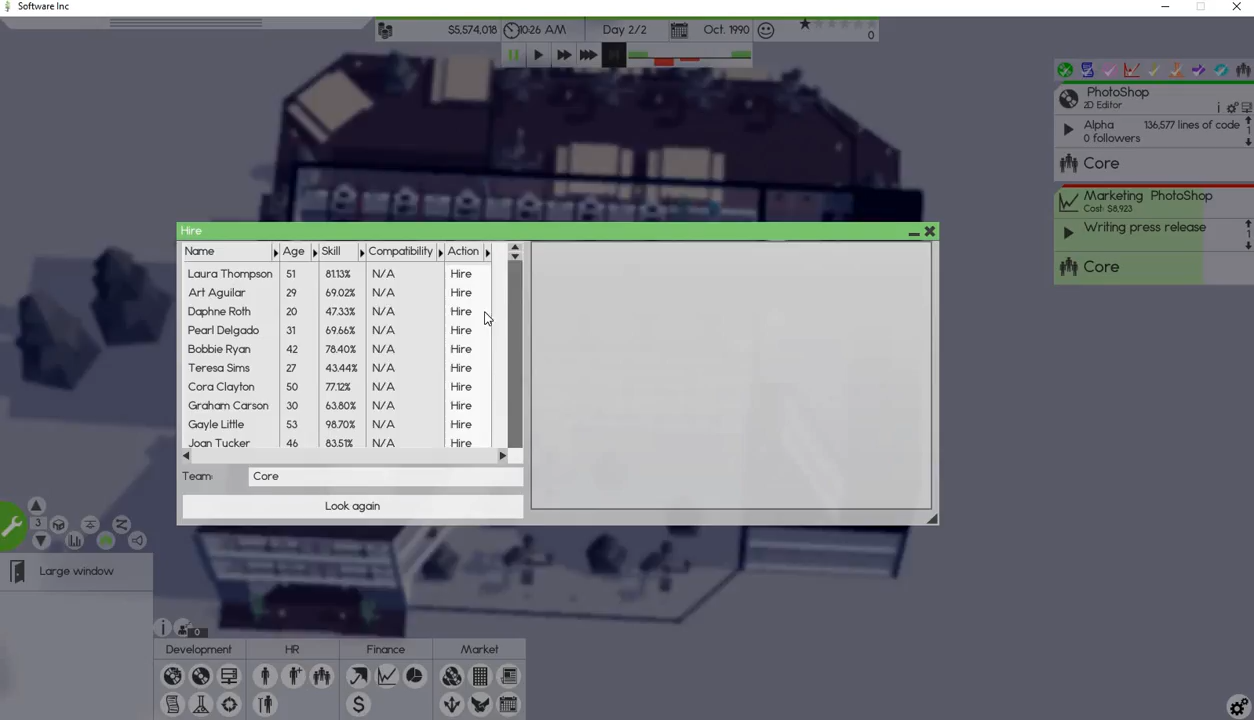 Software Inc
$5,574,018 10:26 AM Day 2/2 Oct. 1990 0
PhotoShop
2D Editor
Alpha 136,577 lines of code
0 followers 1
Core
Marketing PhotoShop
Cost: $8,923
Writing press release 1
Core
Hire
Name Age Skill Compatibility Action
Laura Thompson 51 81.13% N/A Hire
Art Aguilar 29 69.02% N/A Hire
Daphne Roth 20 47.33% N/A Hire
Pearl Delgado 31 69.66% N/A Hire
Bobbie Ryan 42 78.40% N/A Hire
Teresa Sims 27 43.44% N/A Hire
Cora Clayton 50 77.12% N/A Hire
Graham Carson 30 63.80% N/A Hire
Gayle Little 53 98.70% N/A Hire
Joan Tucker 46 83.51% N/A Hire
Team: Core
Look again
3
Large window
0
Development HR Finance Market